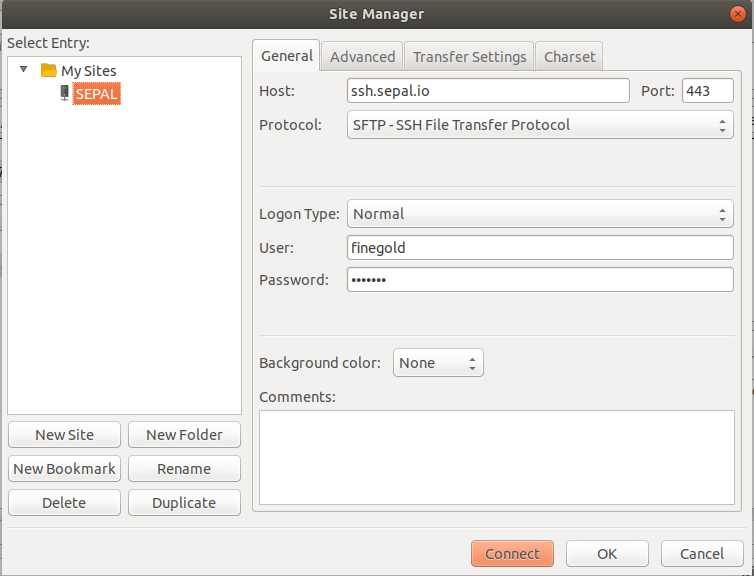 Site Manager
Select Entry:
My Sites
SEPAL
New Site
New Folder
New Bookmark
Rename
Delete
Duplicate
General
Advanced
Transfer Settings
Charset
Host:
ssh.sepal.io
Port:
443
Protocol:
SFTP - SSH File Transfer Protocol
Logon Type:
Normal
User:
finegold
Password:
•••••••
Background color:
None
Comments:
Connect
OK
Cancel